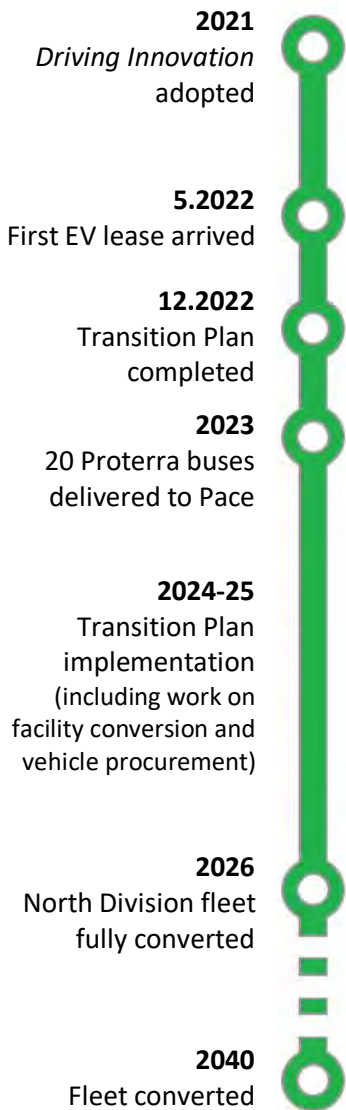 2021
Driving Innovation
adopted
5.2022
First EV lease arrived
12.2022
Transition Plan
completed
2023
20 Proterra buses
delivered to Pace
2024-25
Transition Plan
implementation
(including work on
facility conversion and
vehicle procurement)
2026
North Division fleet
fully converted
2040
Fleet converted